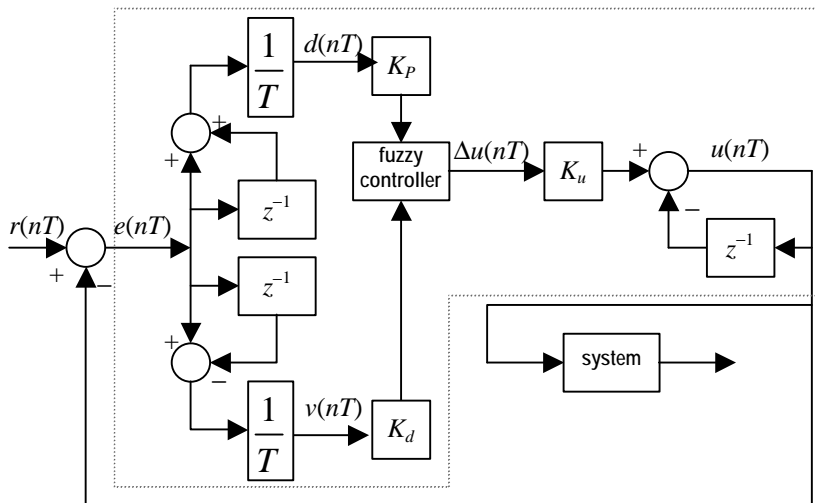 1
T
d(nT)
K_P
+
+
fuzzy
controller
Δu(nT)
K_u
+
u(nT)
−
z⁻¹
z⁻¹
r(nT)
e(nT)
+
−
z⁻¹
+
−
system
1
T
v(nT)
K_d